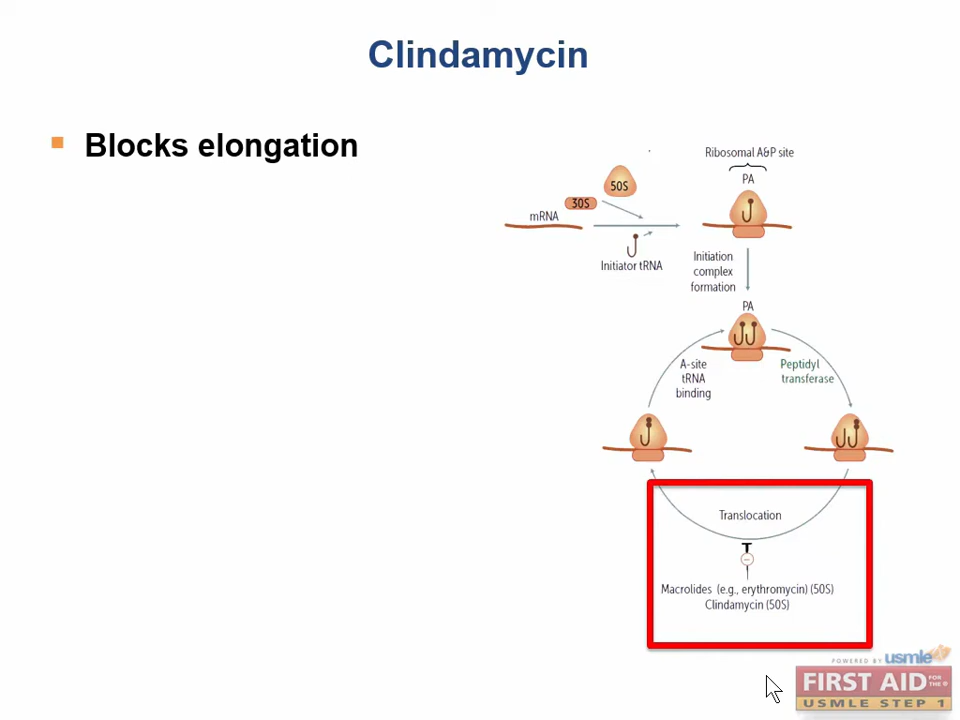 Clindamycin
Blocks elongation
Ribosomal A&P site
PA
50S
30S
mRNA
Initiator tRNA
Initiation
complex
formation
PA
A-site
tRNA
binding
Peptidyl
transferase
Translocation
Macrolides (e.g., erythromycin) (50S)
Clindamycin (50S)
POWERED BY usmle
FIRST AID FOR THE®
USMLE STEP 1